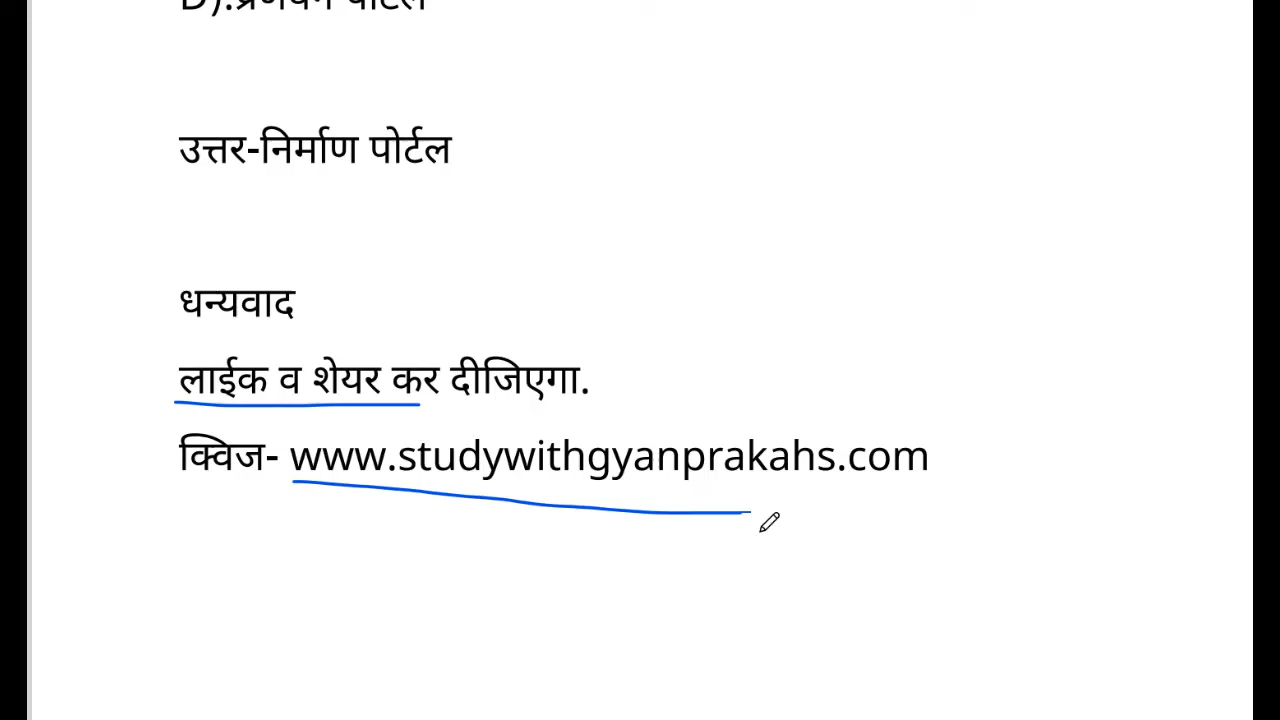 उत्तर-निर्माण पोर्टल
धन्यवाद
लाईक व शेयर कर दीजिएगा.
क्विज- www.studywithgyanprakahs.com